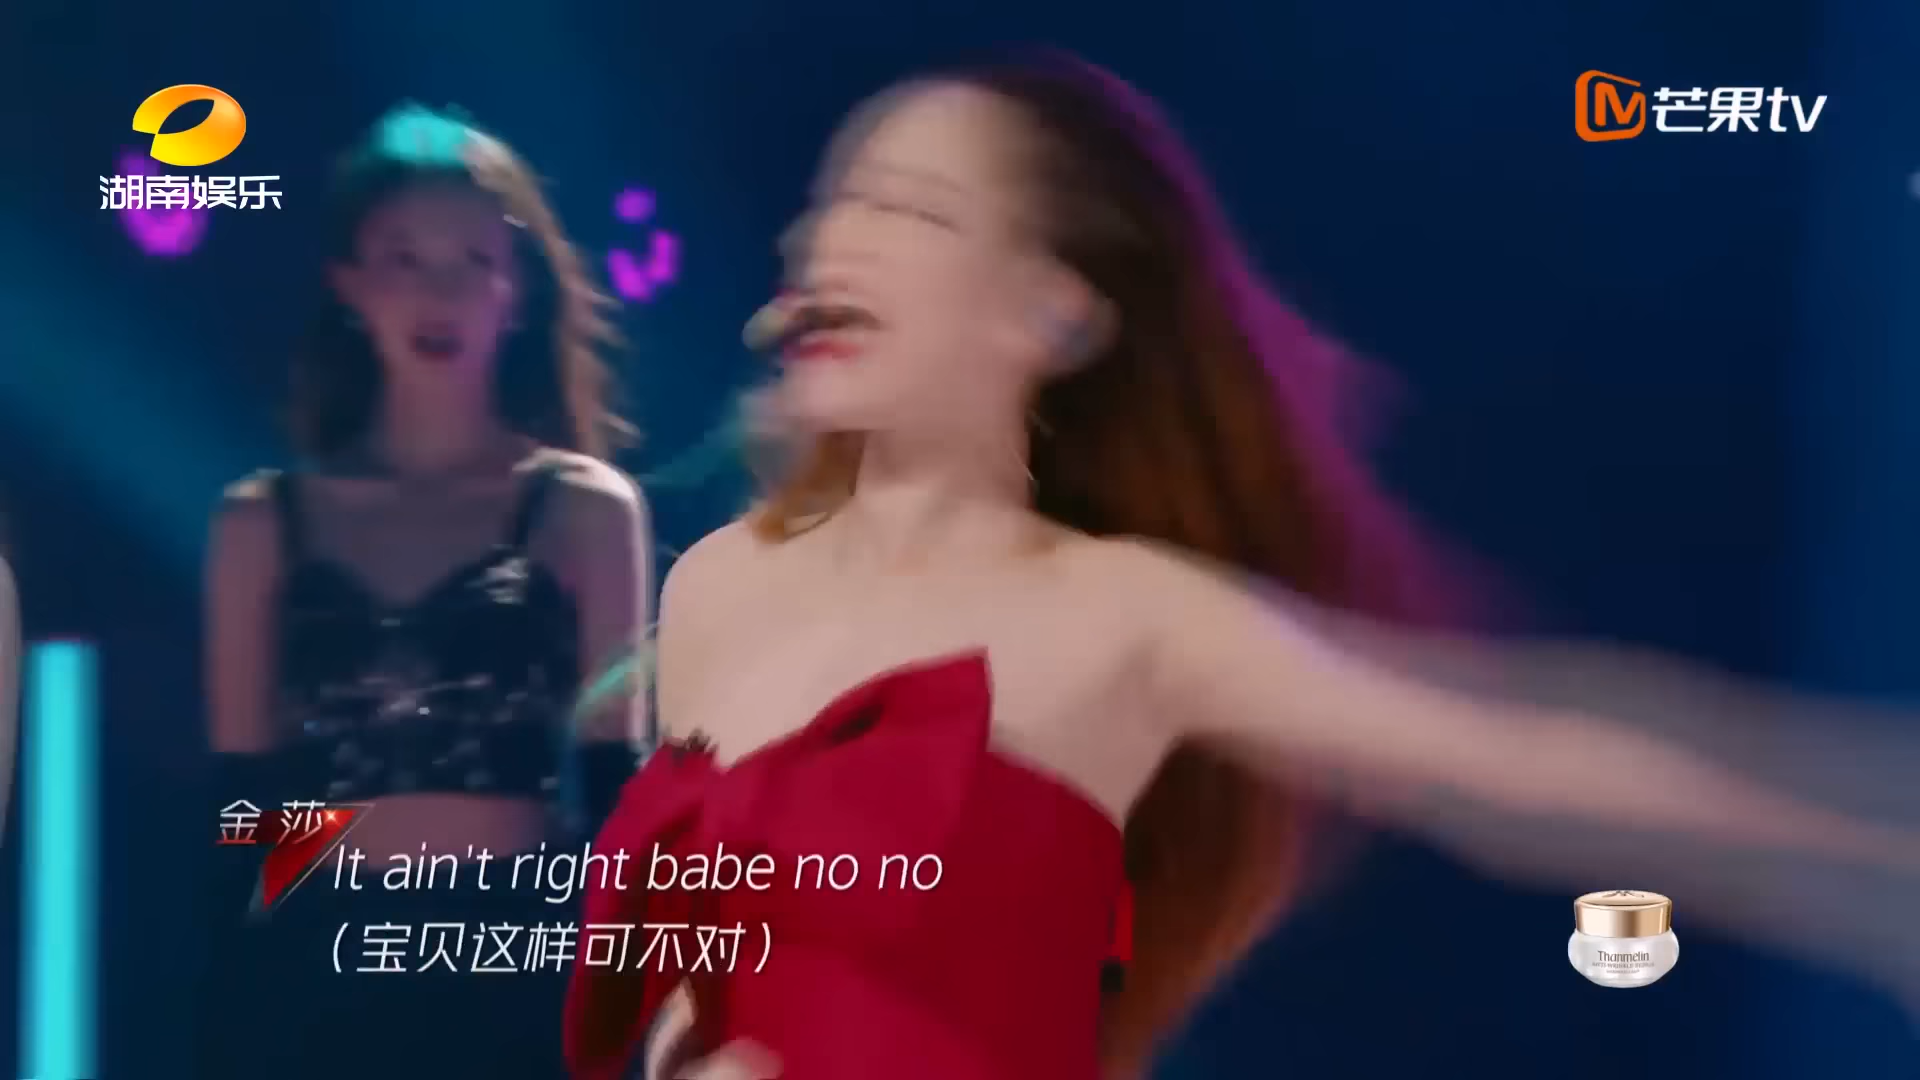 湖南娱乐
芒果tv
金莎
It ain't right babe no no
（宝贝这样可不对）
Thanmelin